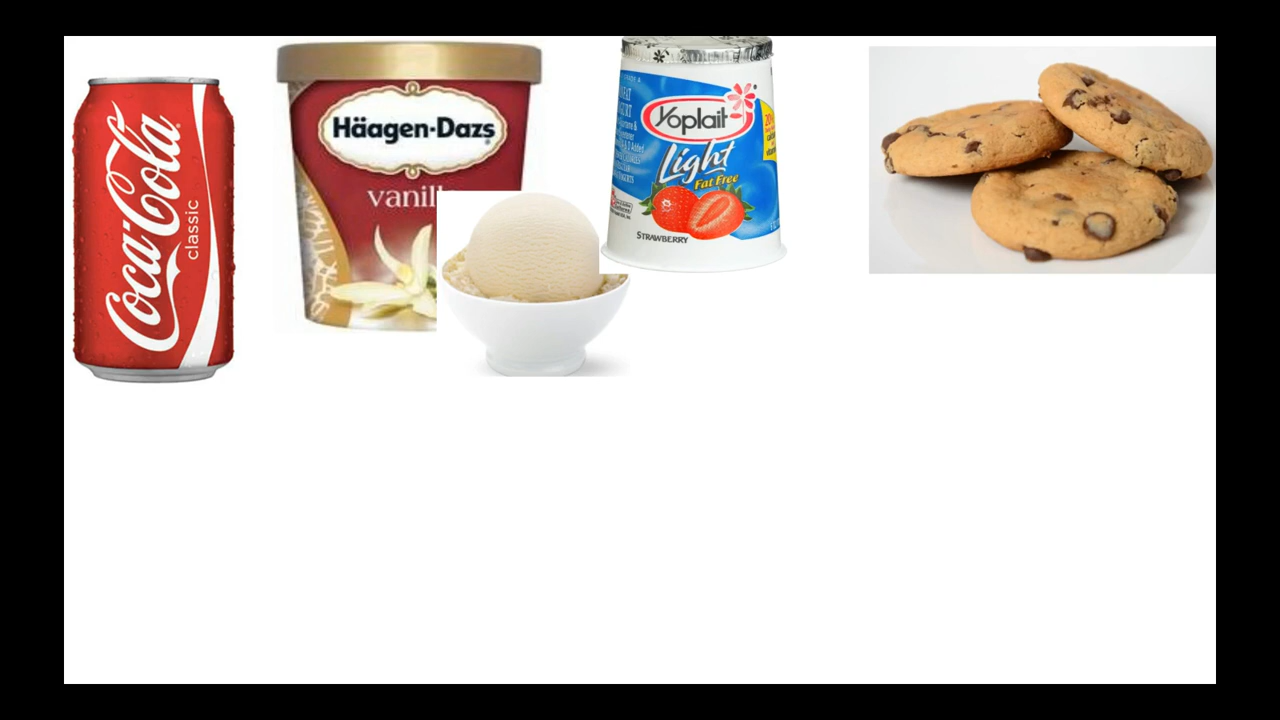 Coca-Cola
classic
Häagen-Dazs
vanill
Yoplait
Light
Fat Free
STRAWBERRY